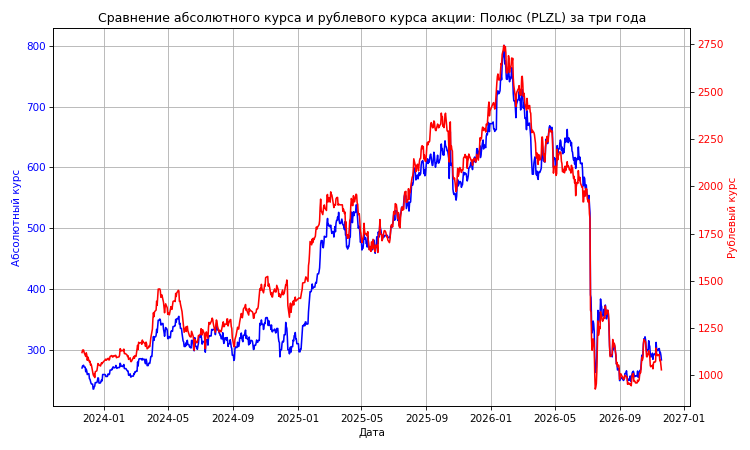 Сравнение абсолютного курса и рублевого курса акции: Полюс (PLZL) за три года
Абсолютный курс
800
700
600
500
400
300
2750
2500
2250
2000
1750
1500
1250
1000
Рублевый курс
2024-01 2024-05 2024-09 2025-01 2025-05 2025-09 2026-01 2026-05 2026-09 2027-01
Дата